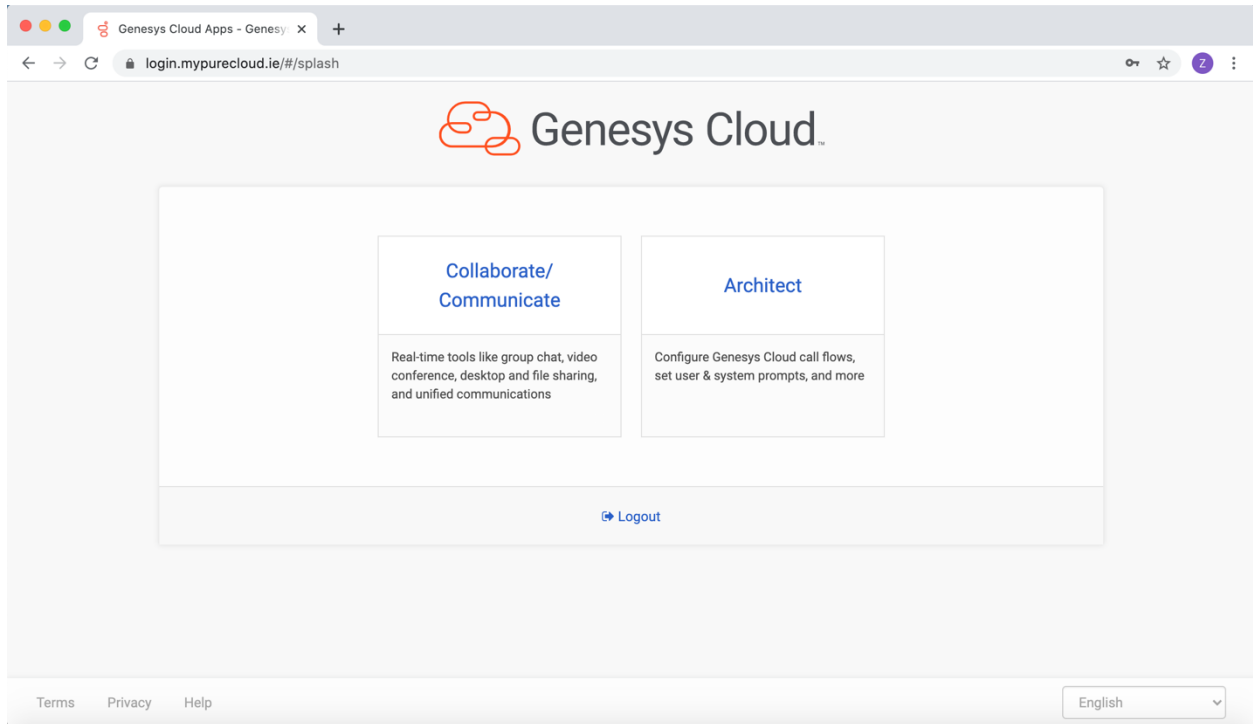 Genesys Cloud Apps - Genesy
login.mypurecloud.ie/#/splash
Z
Genesys Cloud™
Collaborate/
Communicate
Real-time tools like group chat, video
conference, desktop and file sharing,
and unified communications
Architect
Configure Genesys Cloud call flows,
set user & system prompts, and more
Logout
Terms Privacy Help
English